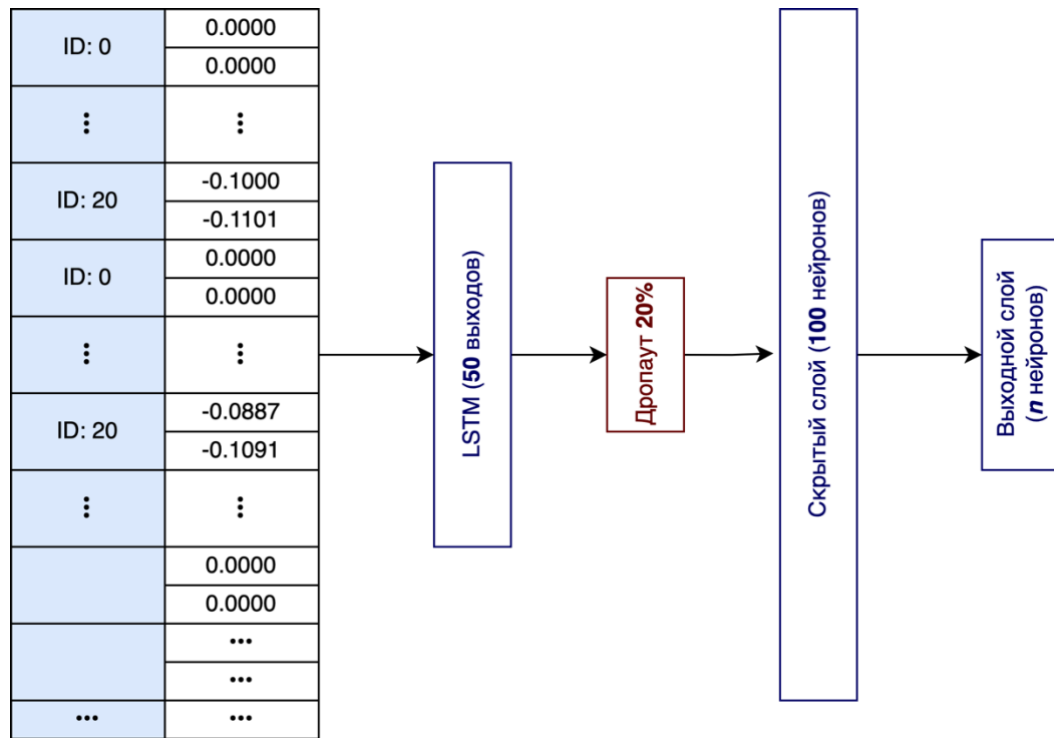 ID: 0
0.0000
0.0000
⋮
⋮
ID: 20
-0.1000
-0.1101
ID: 0
0.0000
0.0000
⋮
⋮
ID: 20
-0.0887
-0.1091
⋮
⋮
0.0000
0.0000
...
...
...
...
LSTM (50 выходов)
Дропаут 20%
Скрытый слой (100 нейронов)
Выходной слой
(n нейронов)